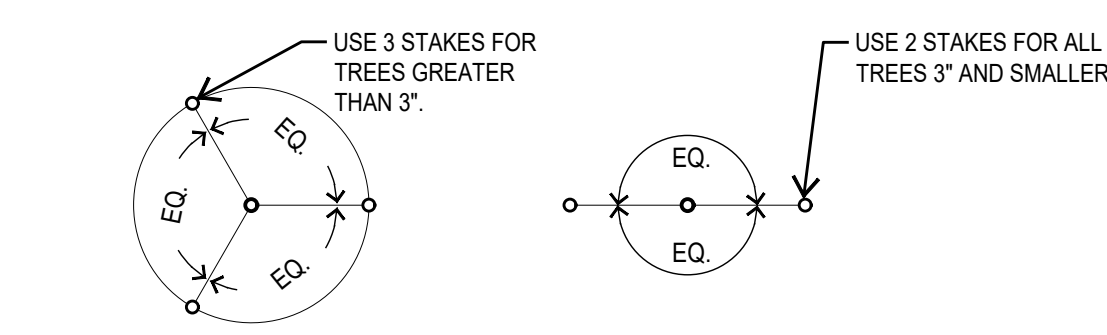 USE 3 STAKES FOR
TREES GREATER
THAN 3".
EQ.
EQ.
EQ.
USE 2 STAKES FOR ALL
TREES 3" AND SMALLER
EQ.
EQ.